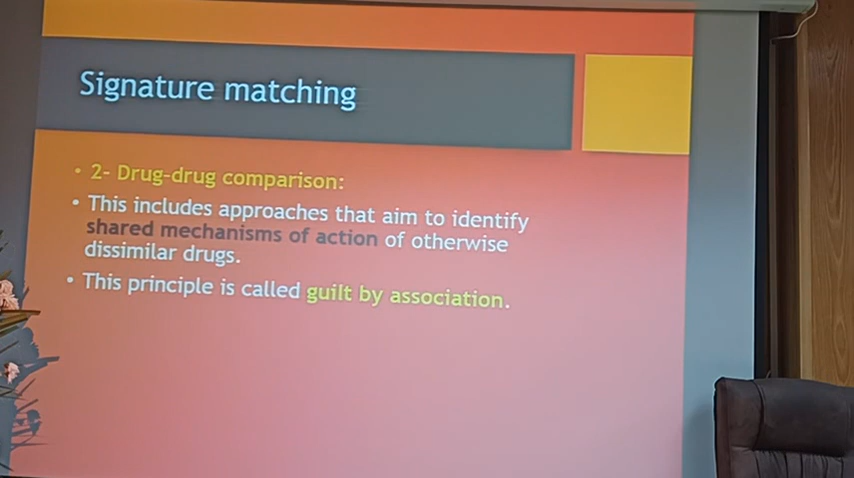 Signature matching
• 2- Drug-drug comparison:
• This includes approaches that aim to identify
shared mechanisms of action of otherwise
dissimilar drugs.
• This principle is called guilt by association.